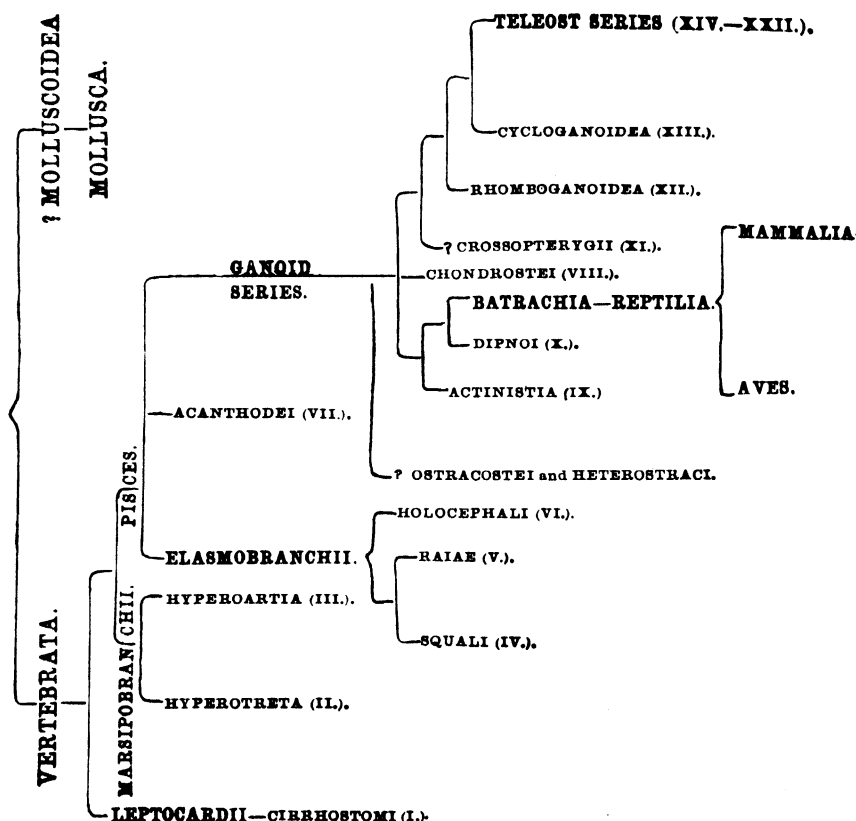 TELEOST SERIES (XIV.—XXII.).
? MOLLUSCOIDEA
MOLLUSCA.
CYCLOGANOIDEA (XIII.).
RHOMBOGANOIDEA (XII.).
MAMMALIA
? CROSSOPTERYGII (XI.).
GANOID
SERIES.
CHONDROSTEI (VIII.).
BATRACHIA—REPTILIA.
DIPNOI (X.).
ACTINISTIA (IX.)
AVES.
ACANTHODEI (VII.).
PISCES.
? OSTRACOSTEI and HETEROSTRACI.
HOLOCEPHALI (VI.).
ELASMOBRANCHII.
RAIAE (V.).
HYPEROARTIA (III.).
SQUALI (IV.).
VERTEBRATA.
MARSIPOBRANCHII.
HYPEROTRETA (II.).
LEPTOCARDII—CIRRHOSTOMI (I.).